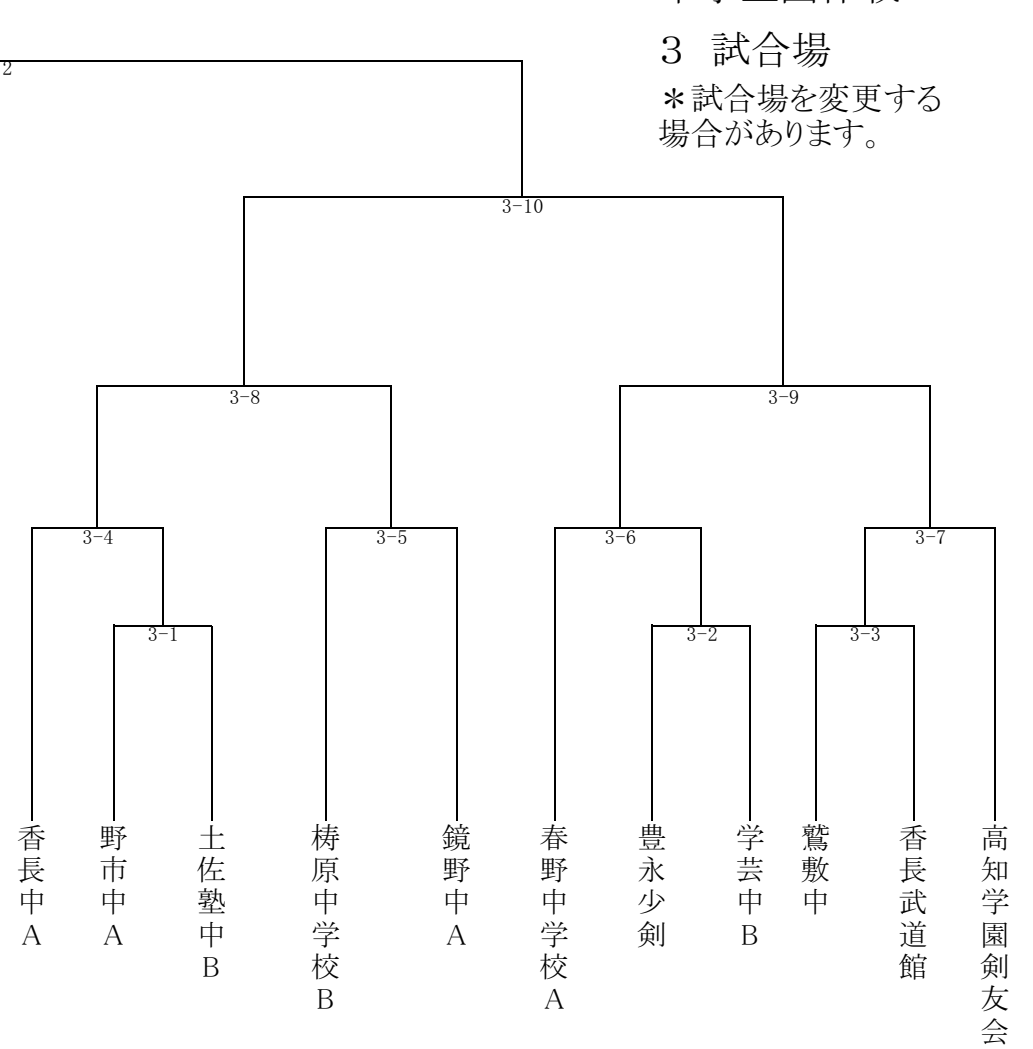 3 試合場
*試合場を変更する
場合があります。
2
3-10
3-8
3-9
3-4
3-5
3-6
3-7
3-1
3-2
3-3
香長中A
野市中A
土佐塾中B
梼原中学校B
鏡野中A
春野中学校A
豊永少剣
学芸中B
鷲敷中
香長武道館
高知学園剣友会